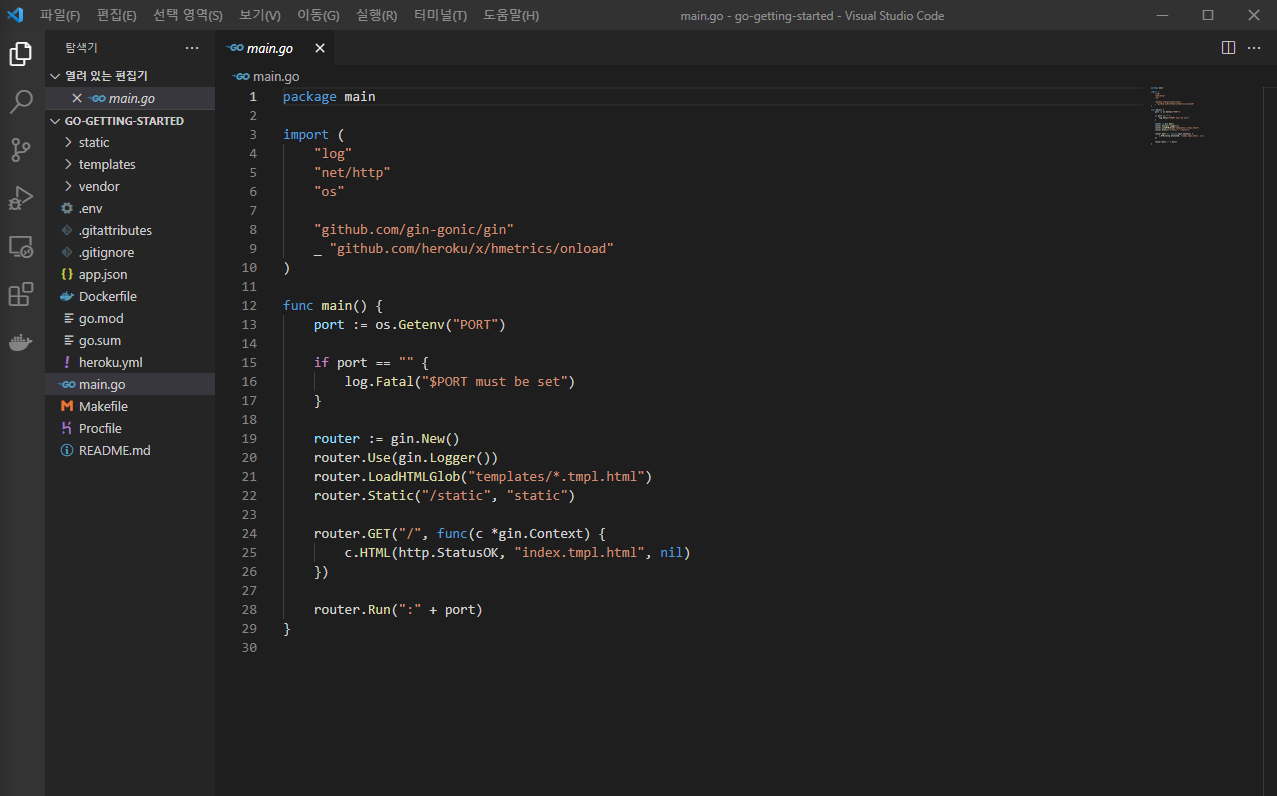 파일(F) 편집(E) 선택 영역(S) 보기(V) 이동(G) 실행(R) 터미널(T) 도움말(H) main.go - go-getting-started - Visual Studio Code
탐색기
열려 있는 편집기
GO main.go
GO-GETTING-STARTED
static
templates
vendor
.env
.gitattributes
.gitignore
app.json
Dockerfile
go.mod
go.sum
heroku.yml
GO main.go
Makefile
Procfile
README.md
GO main.go
GO main.go
1 package main
2
3 import (
4 "log"
5 "net/http"
6 "os"
7
8 "github.com/gin-gonic/gin"
9 _ "github.com/heroku/x/hmetrics/onload"
10 )
11
12 func main() {
13 port := os.Getenv("PORT")
14
15 if port == "" {
16 log.Fatal("$PORT must be set")
17 }
18
19 router := gin.New()
20 router.Use(gin.Logger())
21 router.LoadHTMLGlob("templates/*.tmpl.html")
22 router.Static("/static", "static")
23
24 router.GET("/", func(c *gin.Context) {
25 c.HTML(http.StatusOK, "index.tmpl.html", nil)
26 })
27
28 router.Run(":" + port)
29 }
30